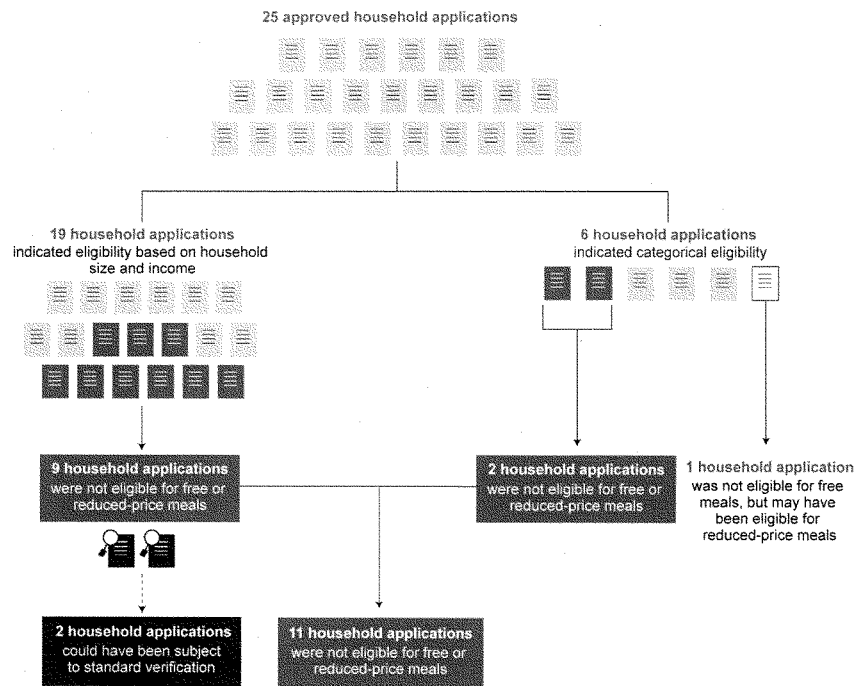 25 approved household applications
19 household applications
indicated eligibility based on household
size and income
6 household applications
indicated categorical eligibility
9 household applications
were not eligible for free or
reduced-price meals
2 household applications
were not eligible for free or
reduced-price meals
1 household application
was not eligible for free
meals, but may have
been eligible for
reduced-price meals
2 household applications
could have been subject
to standard verification
11 household applications
were not eligible for free or
reduced-price meals